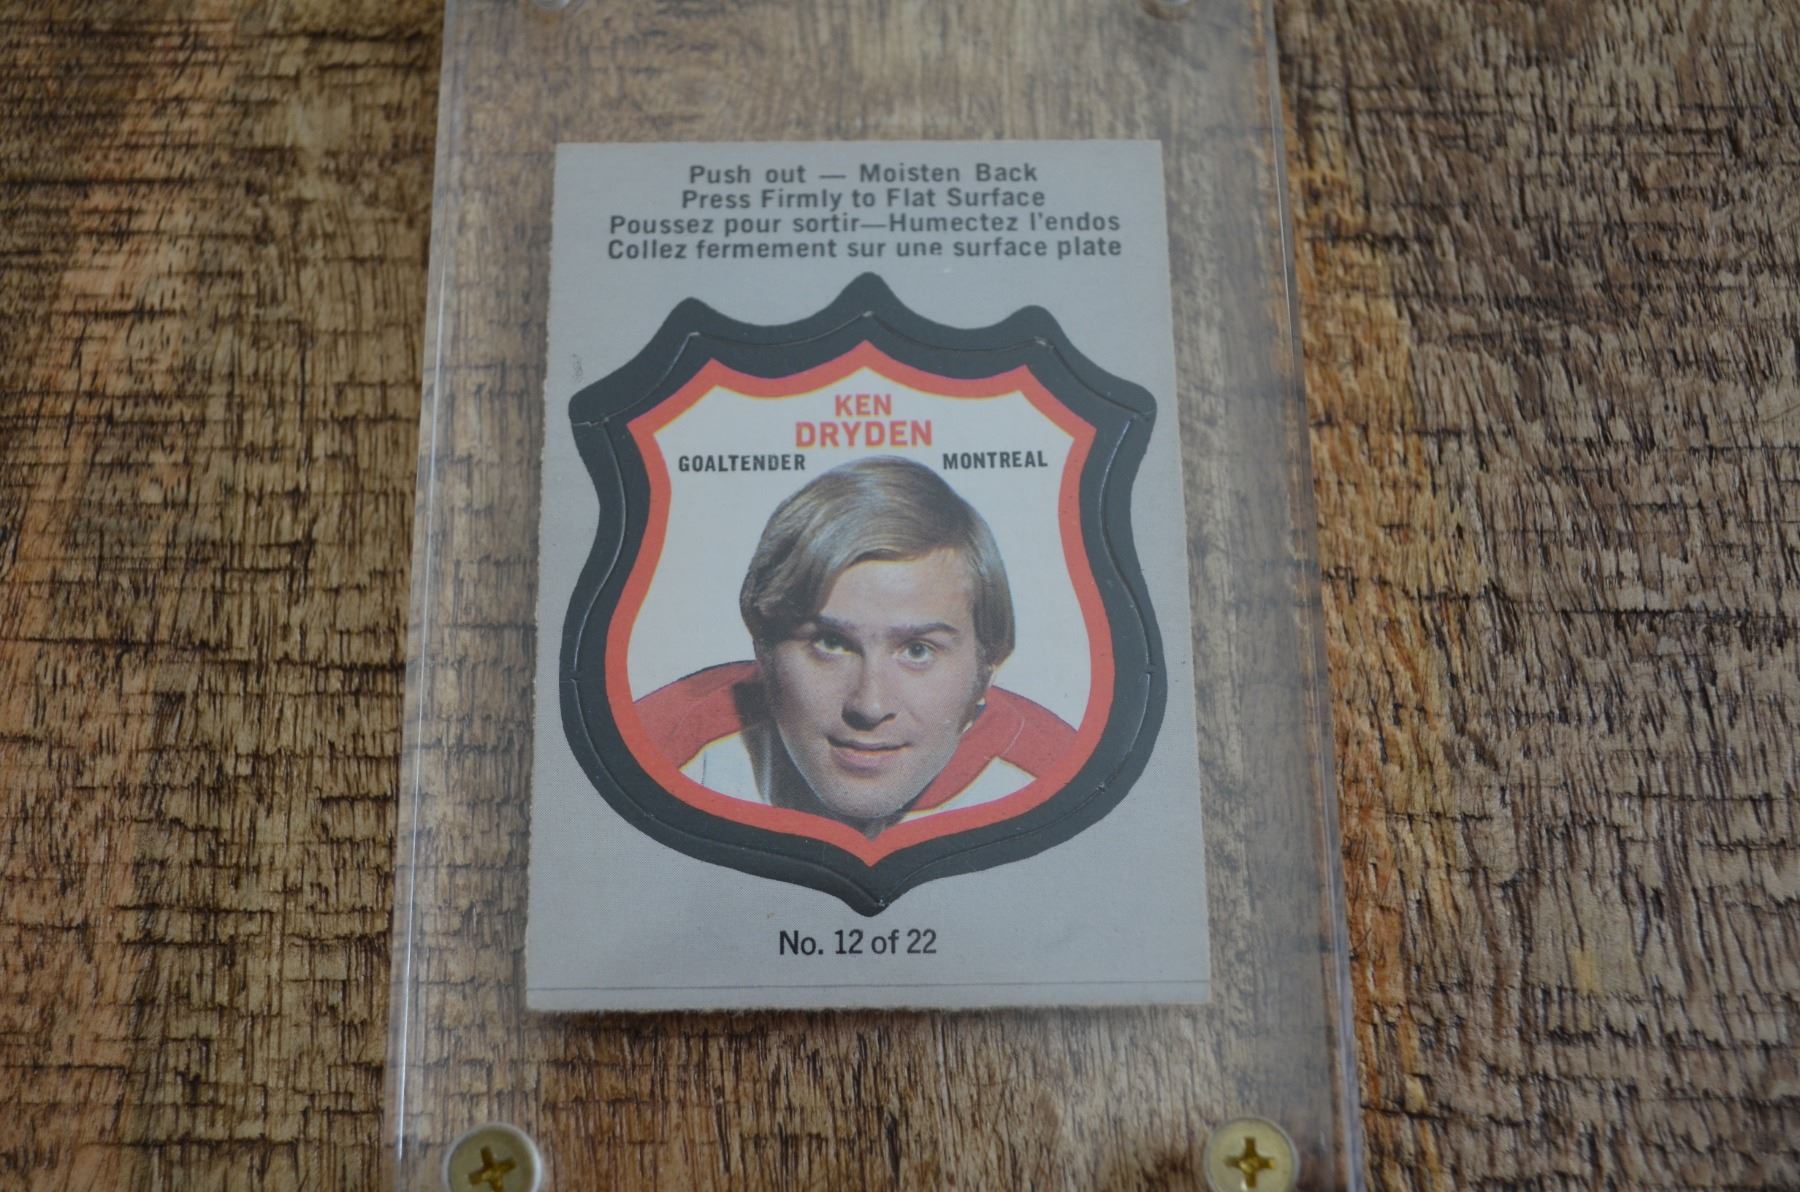 Push out — Moisten Back
Press Firmly to Flat Surface
Poussez pour sortir—Humectez l'endos
Collez fermement sur une surface plate
KEN
DRYDEN
GOALTENDER MONTREAL
No. 12 of 22